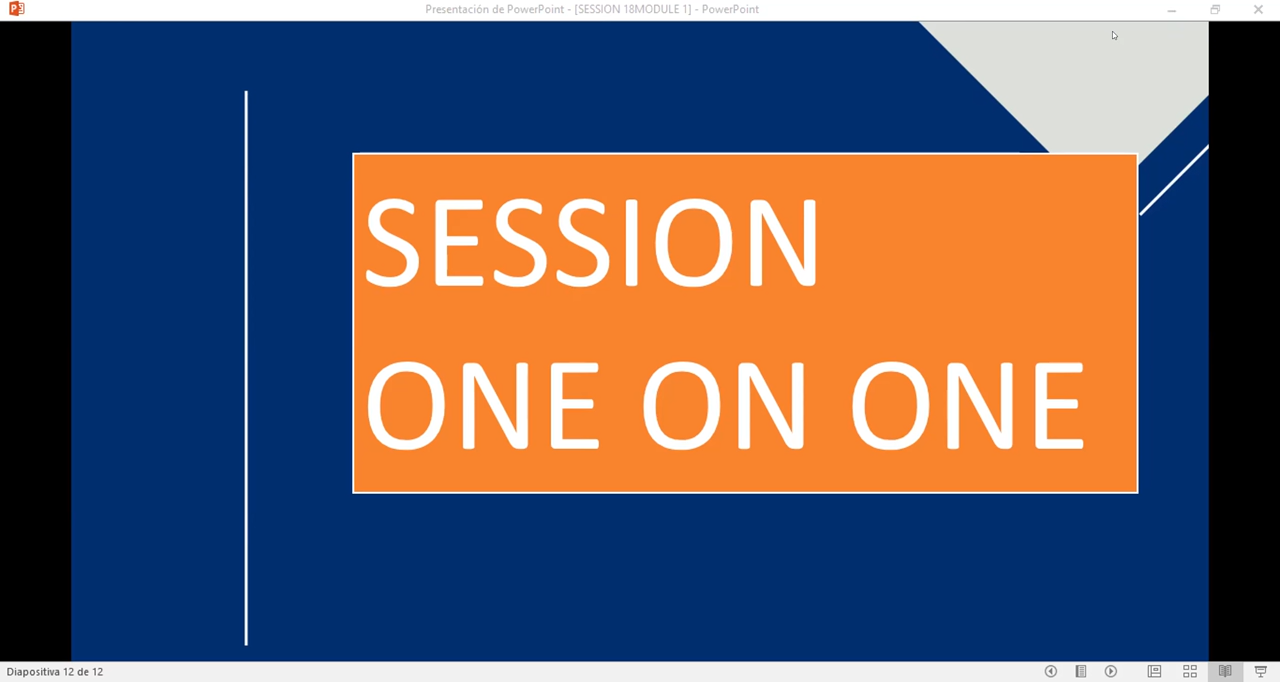 Presentación de PowerPoint - [SESSION 18MODULE 1] - PowerPoint
SESSION
ONE ON ONE
Diapositiva 12 de 12